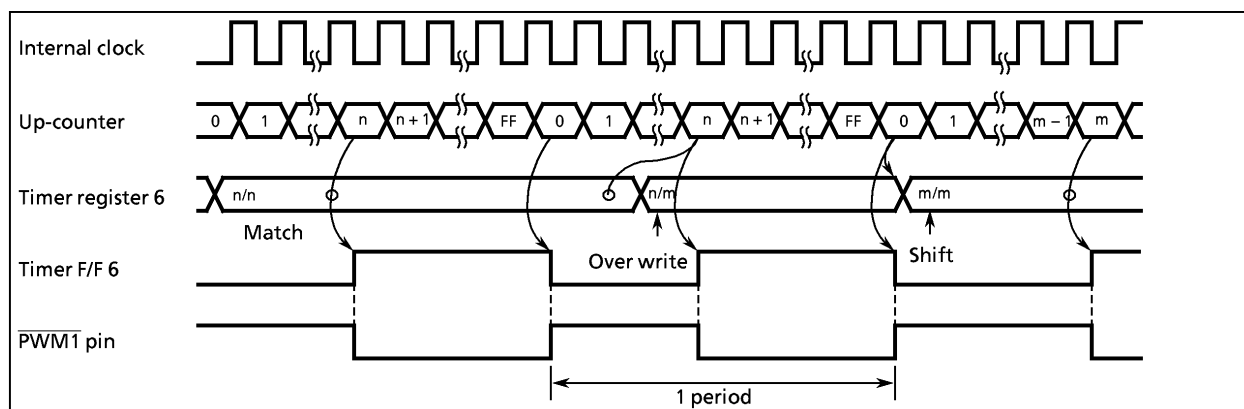 Internal clock
Up-counter
0 1 n n + 1 FF 0 1 n n + 1 FF 0 1 m − 1 m
Timer register 6
n/n n/m m/m
Match
Over write
Shift
Timer F/F 6
PWM1 pin
1 period